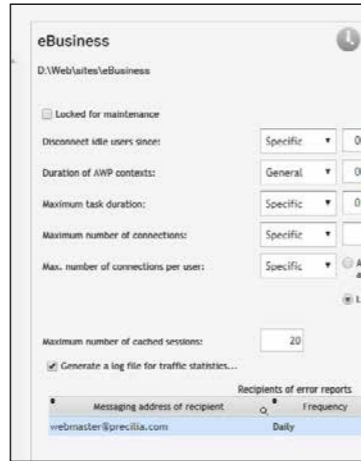 eBusiness
D:\Web\sites\eBusiness
Locked for maintenance
Disconnect idle users since: Specific 00
Duration of AWP contexts: General 00
Maximum task duration: Specific 0
Maximum number of connections: Specific
Max. number of connections per user: Specific A
a
L
Maximum number of cached sessions: 20
Generate a log file for traffic statistics...
Recipients of error reports
Messaging address of recipient Frequency
webmaster@precilia.com Daily